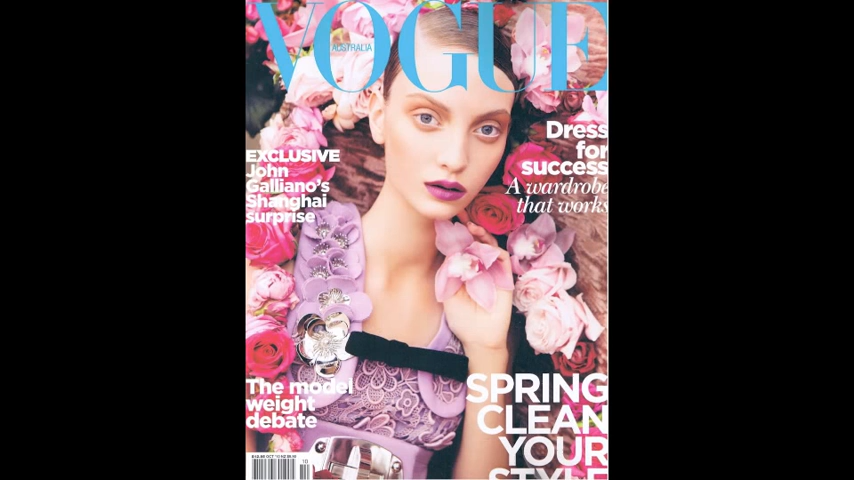 VOGUE
AUSTRALIA
EXCLUSIVE
John
Galliano's
Shanghai
surprise
Dress
for
success
A wardrobe
that works
The model
weight
debate
SPRING
CLEAN
YOUR
STYLE